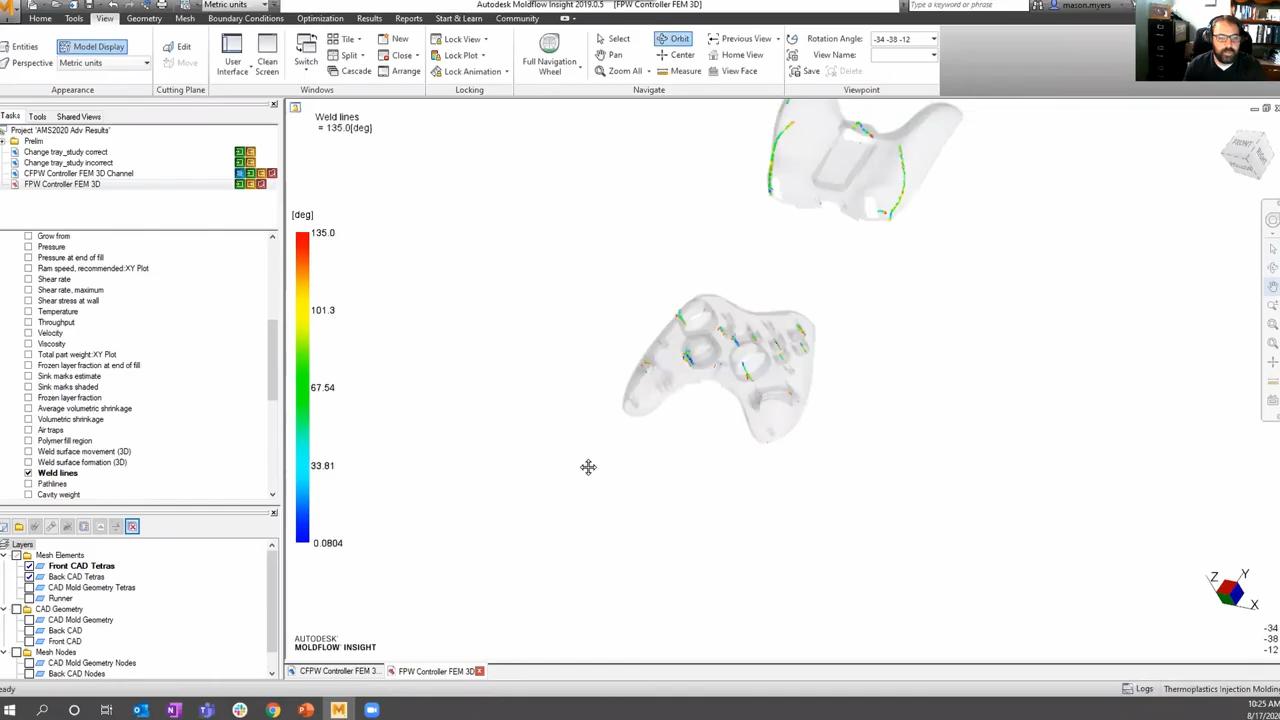 Metric units
Autodesk Moldflow Insight 2019.0.5 [FPW Controller FEM 3D]
Type a keyword or phrase
mason.myers
Home Tools View Geometry Mesh Boundary Conditions Optimization Results Reports Start & Learn Community
Entities Model Display Edit User Interface Clean Screen Switch Tile New Lock View Full Navigation Wheel Select Orbit Previous View Rotation Angle: -34 -38 -12
Perspective Metric units Move Split Close Lock Plot Pan Center Home View View Name:
Cascade Arrange Lock Animation Zoom All Measure View Face Save Delete
Appearance Cutting Plane Windows Locking Navigate Viewpoint
Tasks Tools Shared Views
Project 'AMS2020 Adv Results'
Prelim
Change tray_study correct
Change tray_study incorrect
CFPW Controller FEM 3D Channel
FPW Controller FEM 3D
Grow from
Pressure
Pressure at end of fill
Ram speed, recommended:XY Plot
Shear rate
Shear rate, maximum
Shear stress at wall
Temperature
Throughput
Velocity
Viscosity
Total part weight:XY Plot
Frozen layer fraction at end of fill
Sink marks estimate
Sink marks shaded
Frozen layer fraction
Average volumetric shrinkage
Volumetric shrinkage
Air traps
Polymer fill region
Weld surface movement (3D)
Weld surface formation (3D)
Weld lines
Pathlines
Cavity weight
Layers
Mesh Elements
Front CAD Tetras
Back CAD Tetras
CAD Mold Geometry Tetras
Runner
CAD Geometry
CAD Mold Geometry
Back CAD
Front CAD
Mesh Nodes
CAD Mold Geometry Nodes
Back CAD Nodes
Weld lines
= 135.0[deg]
[deg]
135.0
101.3
67.54
33.81
0.0804
Z Y
X
-34
-38
-12
AUTODESK'
MOLDFLOW INSIGHT
CFPW Controller FEM 3... FPW Controller FEM 3D
eady
Logs Thermoplastics Injection Molding
10:25 AM
8/17/202